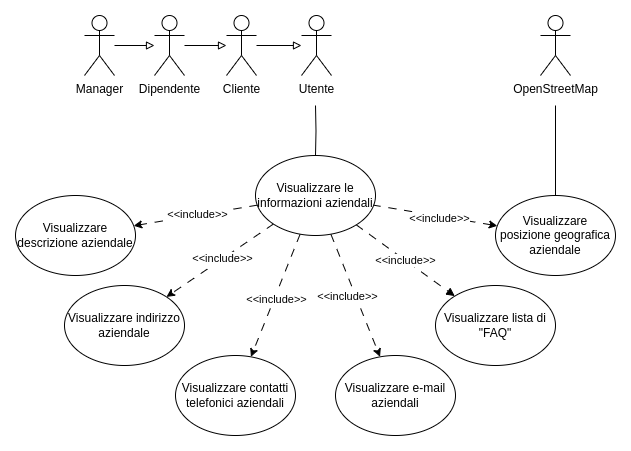 Manager
Dipendente
Cliente
Utente
OpenStreetMap
Visualizzare le
informazioni aziendali
<<include>>
<<include>>
<<include>>
<<include>>
<<include>>
<<include>>
Visualizzare
descrizione aziendale
Visualizzare
posizione geografica
aziendale
Visualizzare indirizzo
aziendale
Visualizzare lista di
"FAQ"
Visualizzare contatti
telefonici aziendali
Visualizzare e-mail
aziendali